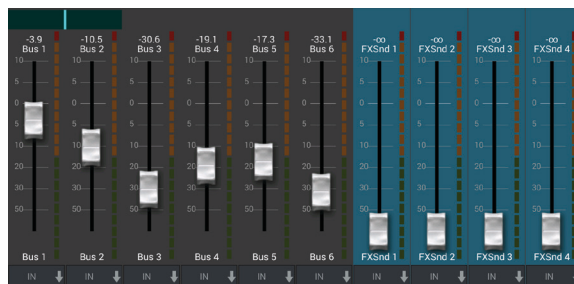 -3.9 -10.5 -30.6 -19.1 -17.3 -33.1 -∞ -∞ -∞ -∞
Bus 1 Bus 2 Bus 3 Bus 4 Bus 5 Bus 6 FXSnd 1 FXSnd 2 FXSnd 3 FXSnd 4
10 10 10 10 10 10 10 10 10 10
5 5 5 5 5 5 5 5 5 5
0 0 0 0 0 0 0 0 0 0
5 5 5 5 5 5 5 5 5 5
10 10 10 10 10 10 10 10 10 10
20 20 20 20 20 20 20 20 20 20
30 30 30 30 30 30 30 30 30 30
50 50 50 50 50 50 50 50 50 50
Bus 1 Bus 2 Bus 3 Bus 4 Bus 5 Bus 6 FXSnd 1 FXSnd 2 FXSnd 3 FXSnd 4
IN IN IN IN IN IN IN IN IN IN